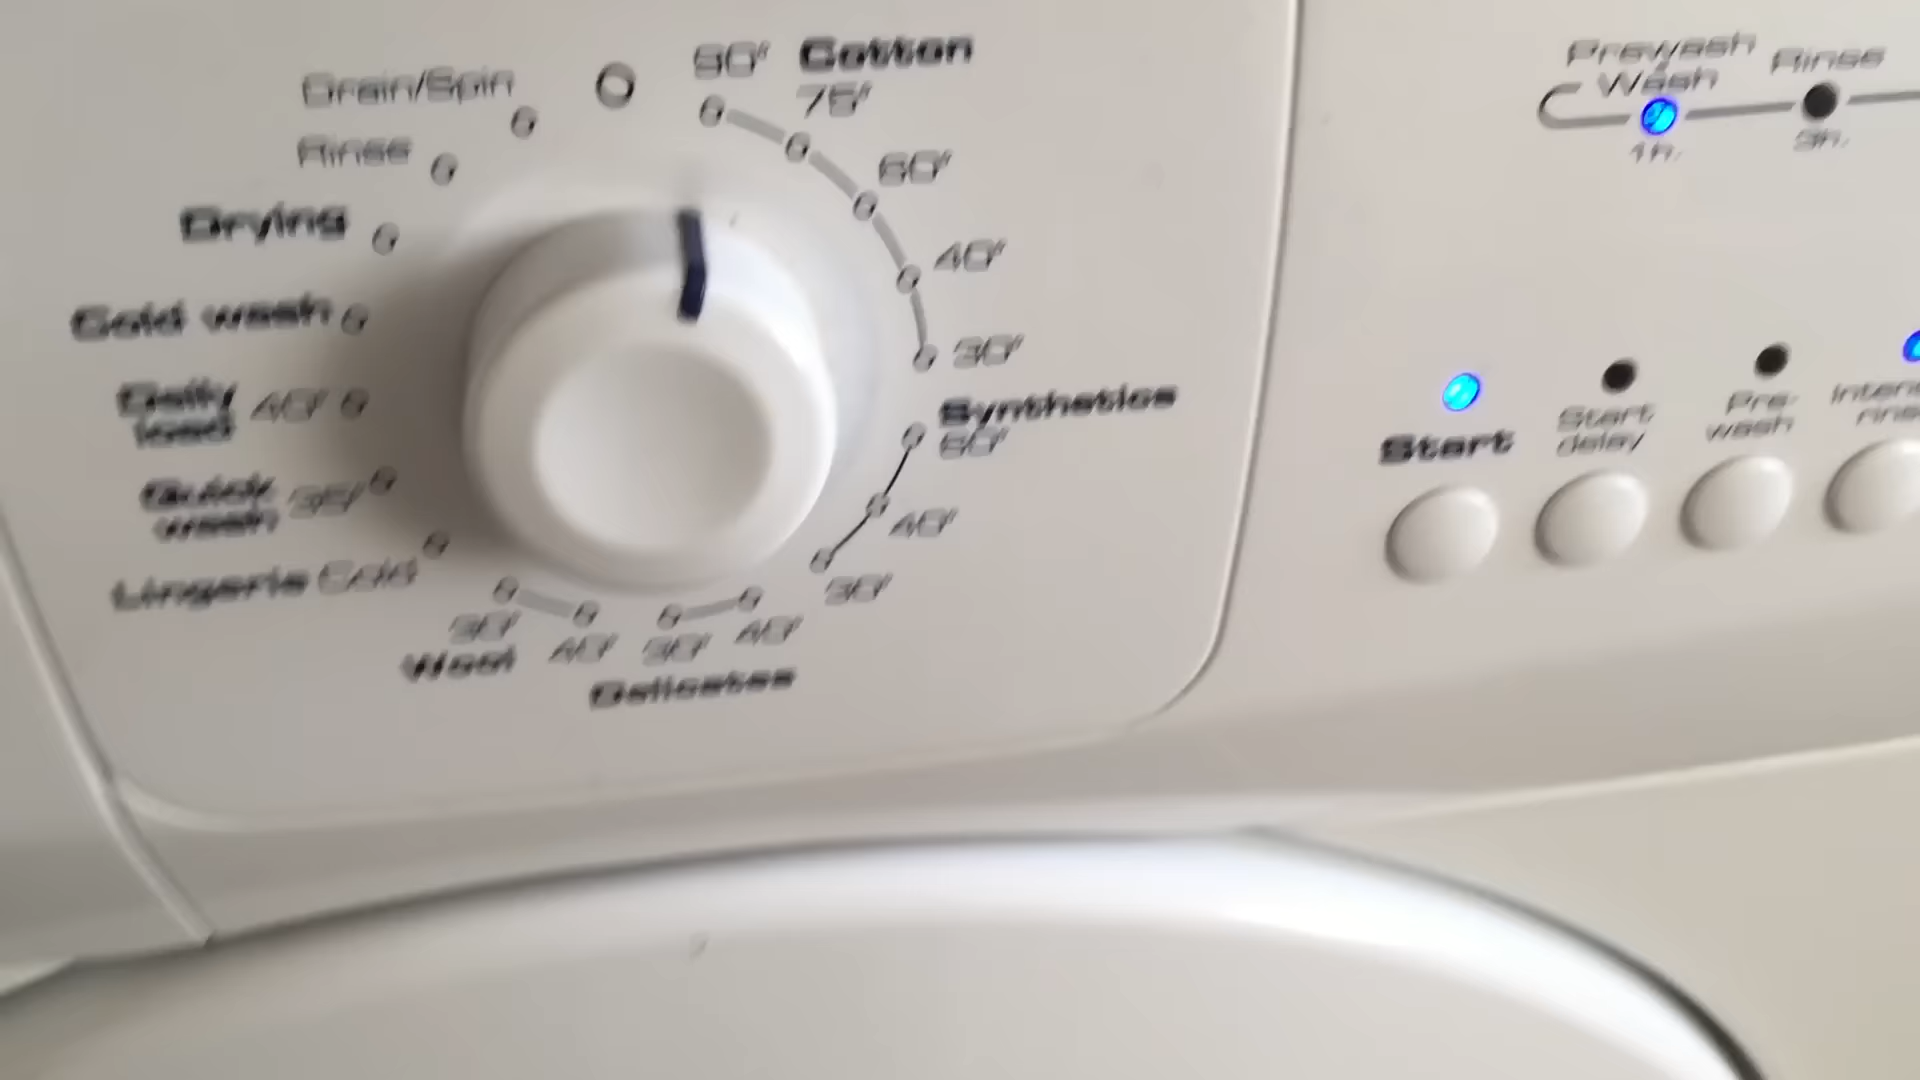 90° Cotton
75°
60°
40°
30°
Synthetics
60°
40°
30°
40°
30°
Delicates
40°
30°
Wool
Lingerie Cold
Quick
wash 35°
Daily
load 40°
Cold wash
Drying
Rinse
Drain/Spin
Prewash
Wash
1h.
Rinse
3h.
Start
Start
delay
Pre-
wash